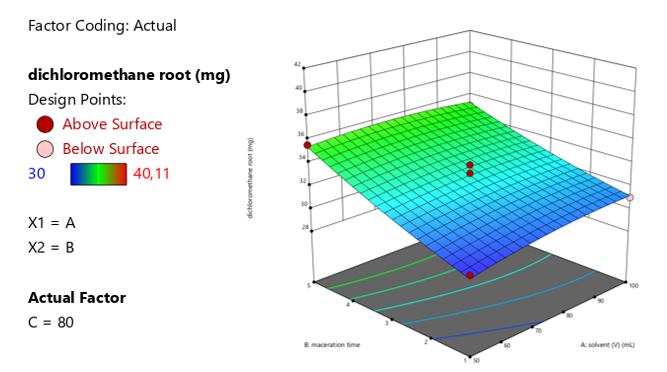 Factor Coding: Actual
dichloromethane root (mg)
Design Points:
Above Surface
Below Surface
30 40,11
X1 = A
X2 = B
Actual Factor
C = 80
dichloromethane root (mg)
42
40
38
36
34
32
30
28
5
4
3
2
1
50
60
70
80
90
100
B: maceration time
A: solvent (V) (mL)